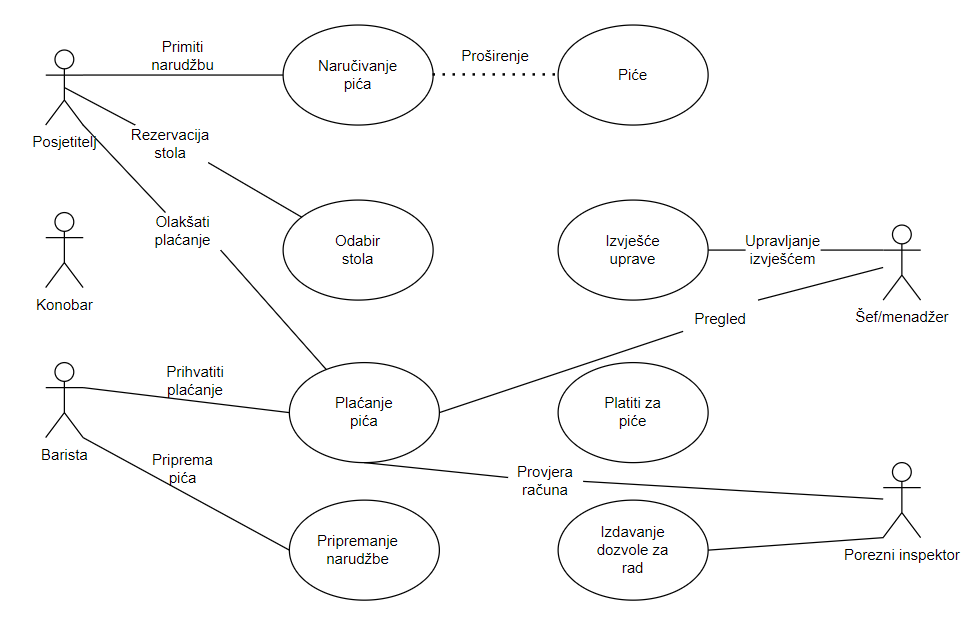 Primiti
narudžbu
Naručivanje
pića
Proširenje
Piće
Posjetitelj
Rezervacija
stola
Olakšati
plaćanje
Odabir
stola
Izvješće
uprave
Upravljanje
izvješćem
Konobar
Pregled
Šef/menadžer
Prihvatiti
plaćanje
Plaćanje
pića
Platiti za
piće
Barista
Priprema
pića
Provjera
računa
Pripremanje
narudžbe
Izdavanje
dozvole za
rad
Porezni inspektor